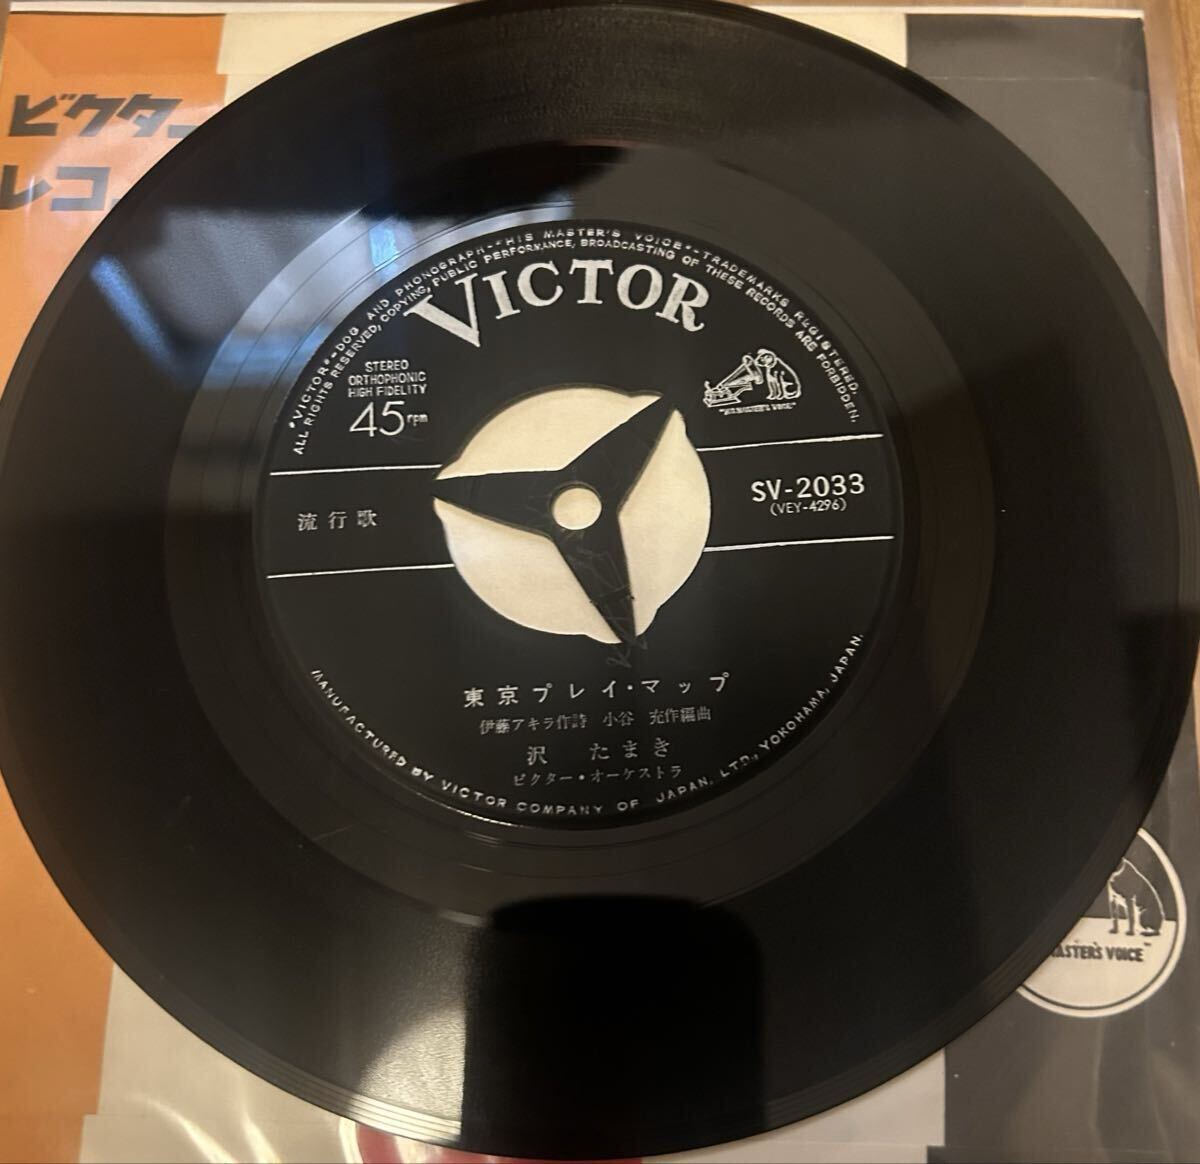 ビクター
レコ
"VICTOR"-DOG AND PHONOGRAPH-"HIS MASTER'S VOICE"-TRADEMARKS REGISTERED.
ALL RIGHTS RESERVED, COPYING, PUBLIC PERFORMANCE, BROADCASTING OF THESE RECORDS ARE FORBIDDEN.
VICTOR
STEREO
ORTHOPHONIC
HIGH FIDELITY
45rpm
"HIS MASTER'S VOICE"
流行歌
SV-2033
(VEY-4296)
東京プレイ・マップ
伊藤アキラ作詩 小谷 充作編曲
沢 たまき
ビクター・オーケストラ
MANUFACTURED BY VICTOR COMPANY OF JAPAN, LTD., YOKOHAMA, JAPAN.
MASTER'S VOICE"